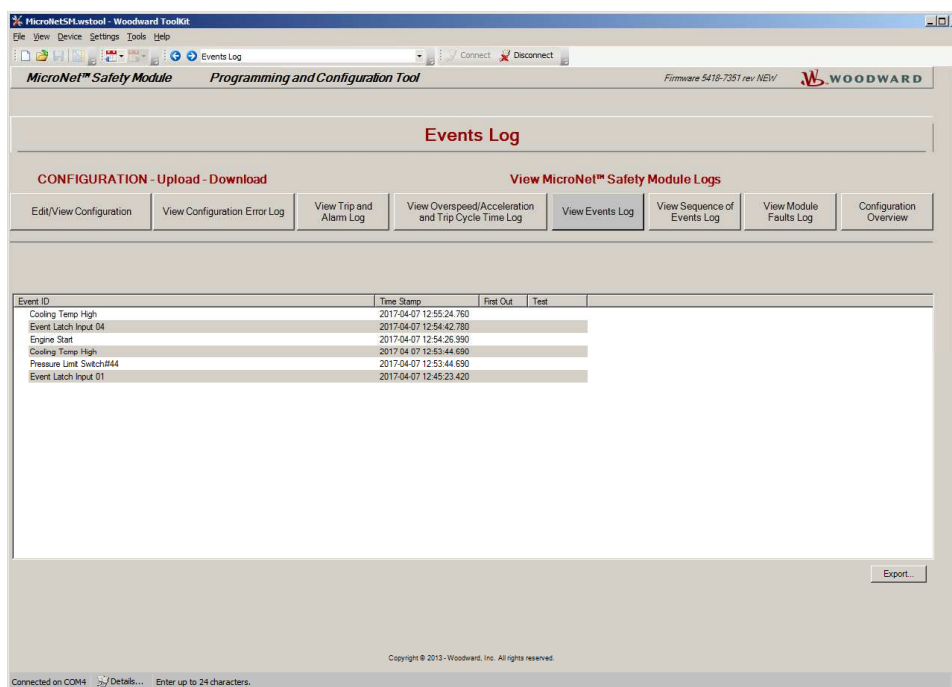 MicroNetSM.wstool - Woodward ToolKit
File View Device Settings Tools Help
Events Log Connect Disconnect
MicroNet™ Safety Module Programming and Configuration Tool Firmware 5418-7351 rev NEW WOODWARD
Events Log
CONFIGURATION - Upload - Download View MicroNet™ Safety Module Logs
Edit/View Configuration View Configuration Error Log View Trip and Alarm Log View Overspeed/Acceleration and Trip Cycle Time Log View Events Log View Sequence of Events Log View Module Faults Log Configuration Overview
Event ID Time Stamp First Out Test
Cooling Temp High 2017-04-07 12:55:24.760
Event Latch Input 04 2017-04-07 12:54:42.780
Engine Start 2017-04-07 12:54:26.990
Cooling Temp High 2017-04-07 12:53:44.690
Pressure Limit Switch#44 2017-04-07 12:53:44.690
Event Latch Input 01 2017-04-07 12:45:23.420
Export...
Copyright © 2013 - Woodward, Inc. All rights reserved.
Connected on COM4 Details... Enter up to 24 characters.